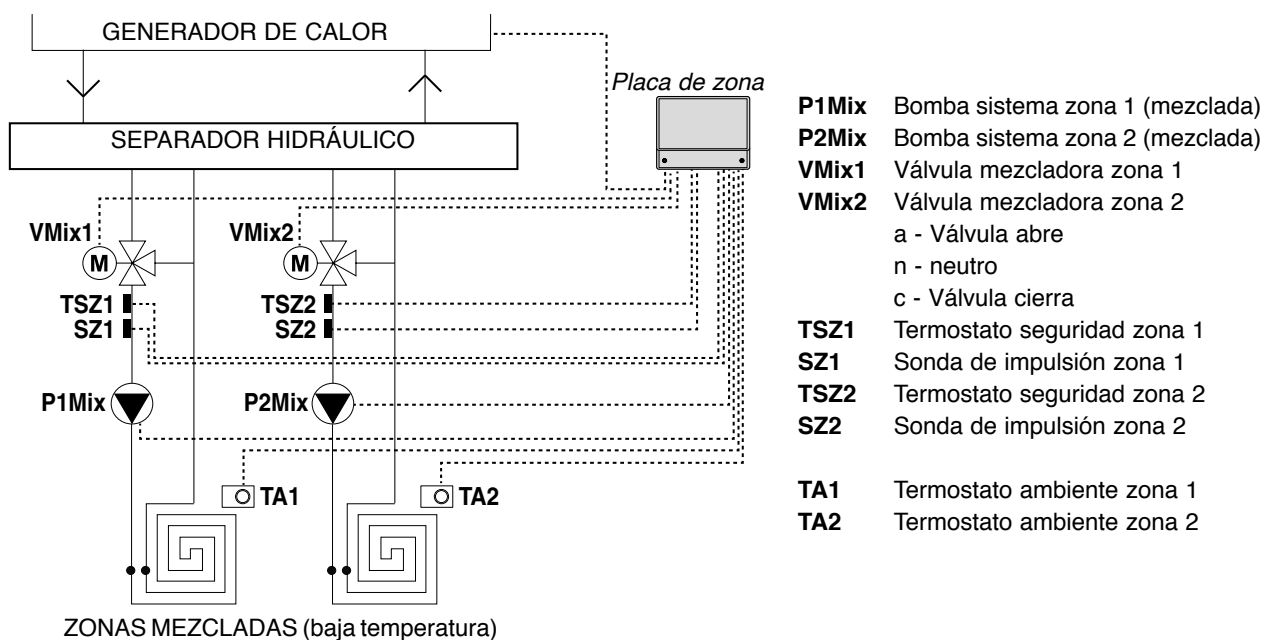 GENERADOR DE CALOR
Placa de zona
SEPARADOR HIDRÁULICO
VMix1
M
VMix2
M
TSZ1
SZ1
TSZ2
SZ2
P1Mix
P2Mix
TA1
TA2
ZONAS MEZCLADAS (baja temperatura)
P1Mix Bomba sistema zona 1 (mezclada)
P2Mix Bomba sistema zona 2 (mezclada)
VMix1 Válvula mezcladora zona 1
VMix2 Válvula mezcladora zona 2
a - Válvula abre
n - neutro
c - Válvula cierra
TSZ1 Termostato seguridad zona 1
SZ1 Sonda de impulsión zona 1
TSZ2 Termostato seguridad zona 2
SZ2 Sonda de impulsión zona 2
TA1 Termostato ambiente zona 1
TA2 Termostato ambiente zona 2